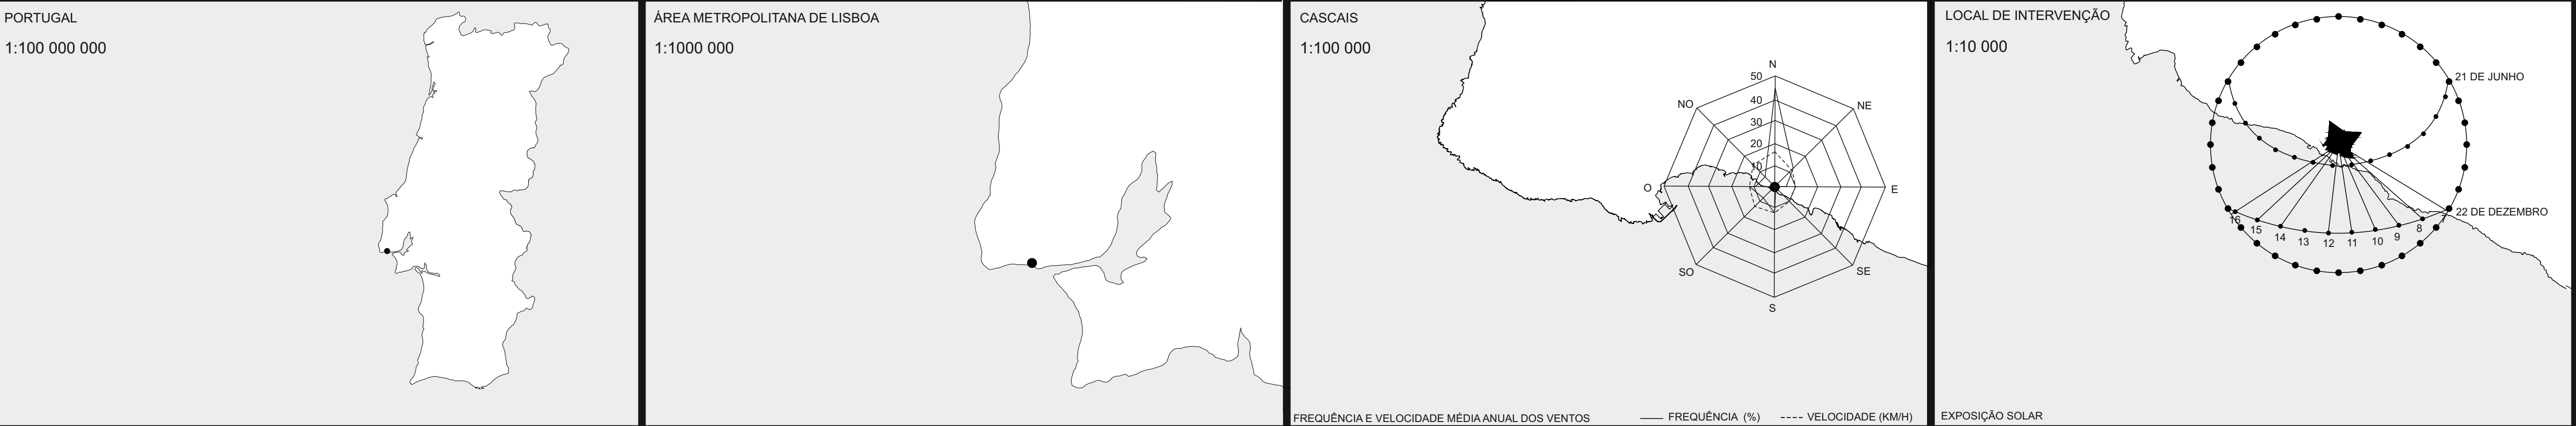 PORTUGAL
1:100 000 000
ÁREA METROPOLITANA DE LISBOA
1:1000 000
CASCAIS
1:100 000
N
50
NO
40
NE
30
20
10
O
E
SO
SE
S
FREQUÊNCIA E VELOCIDADE MÉDIA ANUAL DOS VENTOS
FREQUÊNCIA (%)
VELOCIDADE (KM/H)
LOCAL DE INTERVENÇÃO
1:10 000
21 DE JUNHO
22 DE DEZEMBRO
16
15
14
13
12
11
10
9
8
7
EXPOSIÇÃO SOLAR